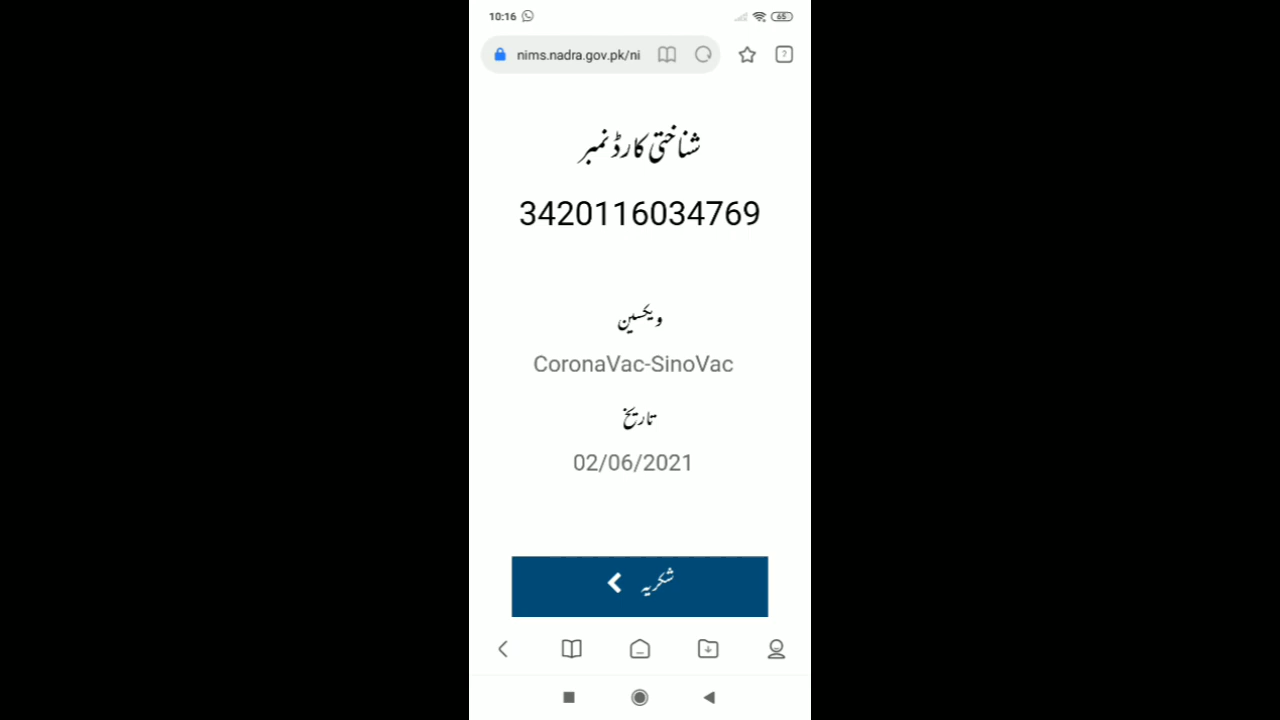 10:16
65
nims.nadra.gov.pk/ni
?
شناختی کارڈ نمبر
3420116034769
ویکسین
CoronaVac-SinoVac
تاریخ
02/06/2021
شکریہ